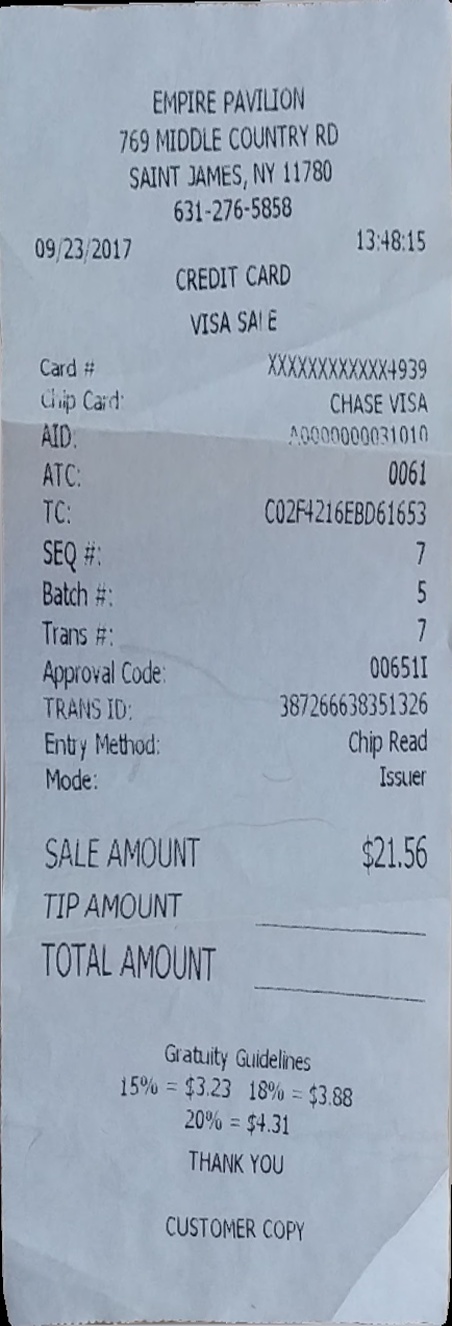 EMPIRE PAVILION
769 MIDDLE COUNTRY RD
SAINT JAMES, NY 11780
631-276-5858
09/23/2017 13:48:15
CREDIT CARD
VISA SALE
Card # XXXXXXXXXXXX4939
Chip Card: CHASE VISA
AID: A0000000031010
ATC: 0061
TC: C02F4216EBD61653
SEQ #: 7
Batch #: 5
Trans #: 7
Approval Code: 00651I
TRANS ID: 387266638351326
Entry Method: Chip Read
Mode: Issuer
SALE AMOUNT $21.56
TIP AMOUNT
TOTAL AMOUNT
Gratuity Guidelines
15% = $3.23 18% = $3.88
20% = $4.31
THANK YOU
CUSTOMER COPY